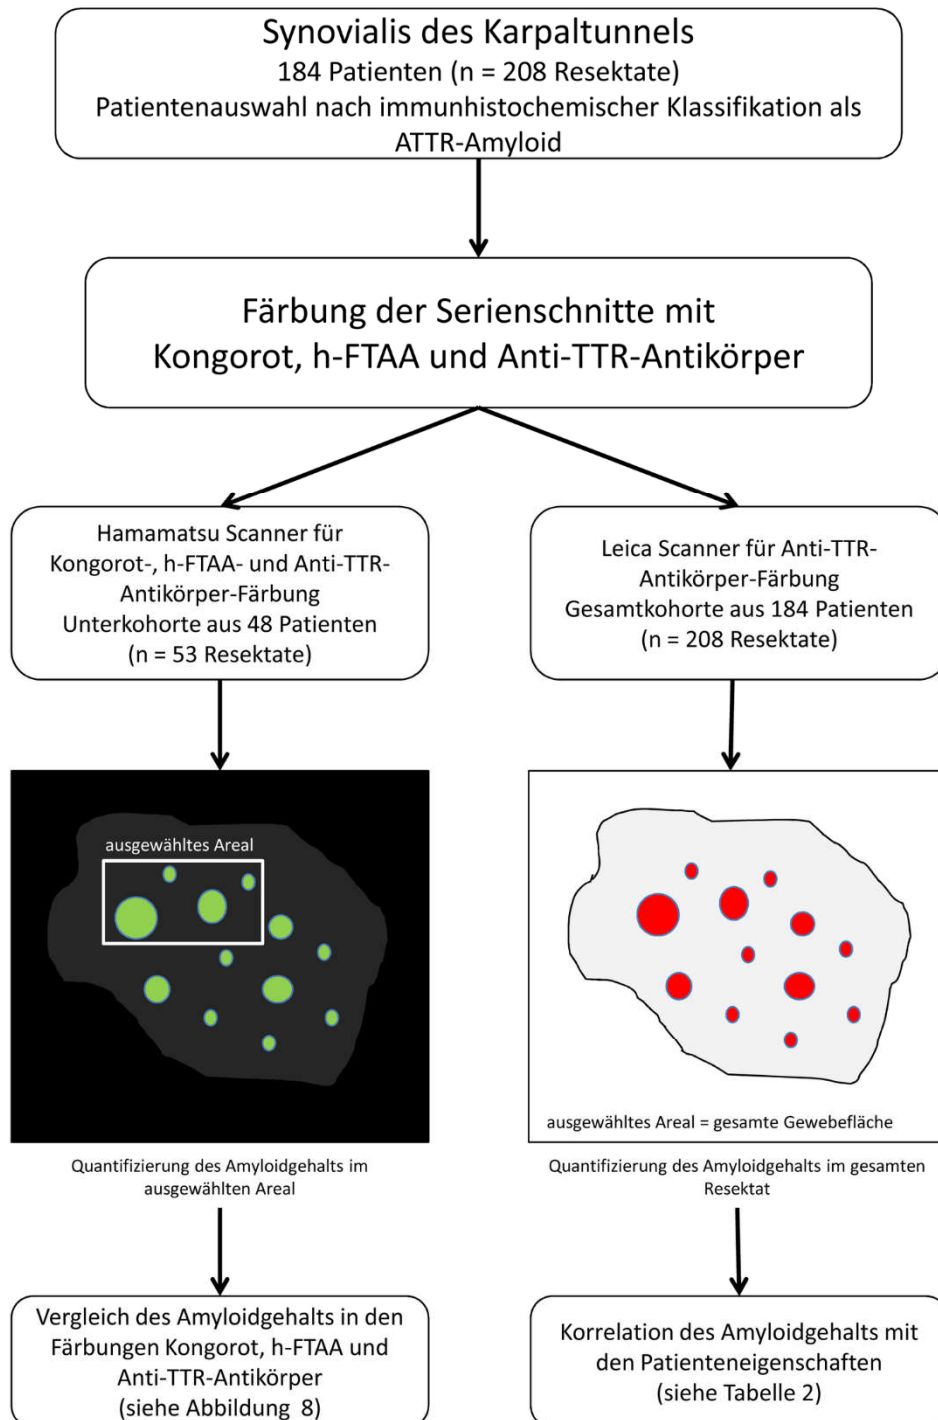 Synovialis des Karpaltunnels
184 Patienten (n = 208 Resektate)
Patientenauswahl nach immunhistochemischer Klassifikation als
ATTR-Amyloid
Färbung der Serienschnitte mit
Kongorot, h-FTAA und Anti-TTR-Antikörper
Hamamatsu Scanner für
Kongorot-, h-FTAA- und Anti-TTR-
Antikörper-Färbung
Unterkohorte aus 48 Patienten
(n = 53 Resektate)
Leica Scanner für Anti-TTR-
Antikörper-Färbung
Gesamtkohorte aus 184 Patienten
(n = 208 Resektate)
ausgewähltes Areal
ausgewähltes Areal = gesamte Gewebefläche
Quantifizierung des Amyloidgehalts im
ausgewählten Areal
Quantifizierung des Amyloidgehalts im gesamten
Resektat
Vergleich des Amyloidgehalts in den
Färbungen Kongorot, h-FTAA und
Anti-TTR-Antikörper
(siehe Abbildung 8)
Korrelation des Amyloidgehalts mit
den Patienteneigenschaften
(siehe Tabelle 2)